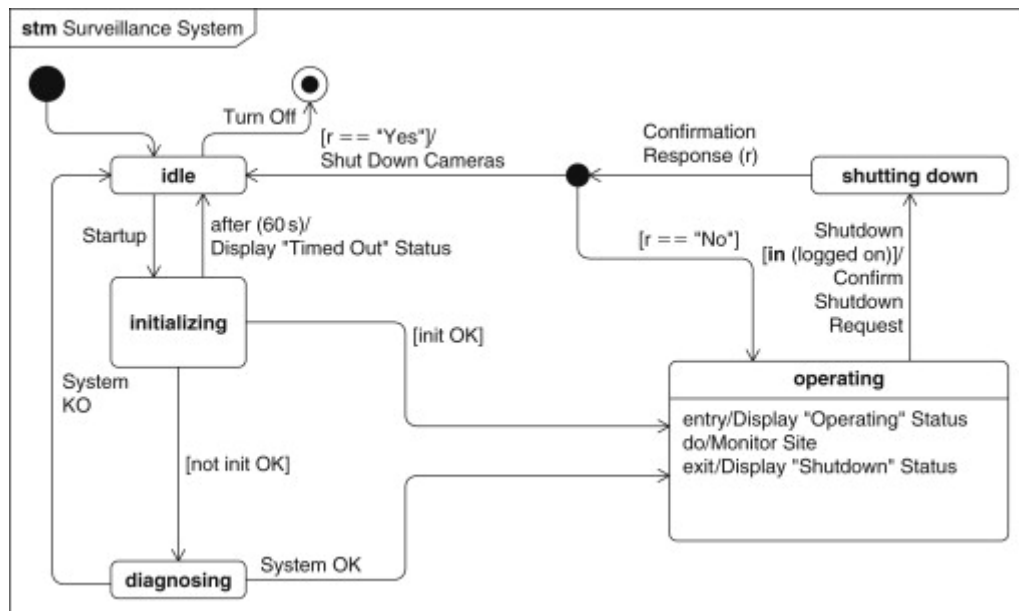 stm Surveillance System
Turn Off
[r == "Yes"]/
Shut Down Cameras
Confirmation
Response (r)
idle
shutting down
Startup
after (60 s)/
Display "Timed Out" Status
[r == "No"]
Shutdown
[in (logged on)]/
Confirm
Shutdown
Request
initializing
[init OK]
System
KO
operating
entry/Display "Operating" Status
do/Monitor Site
exit/Display "Shutdown" Status
[not init OK]
System OK
diagnosing